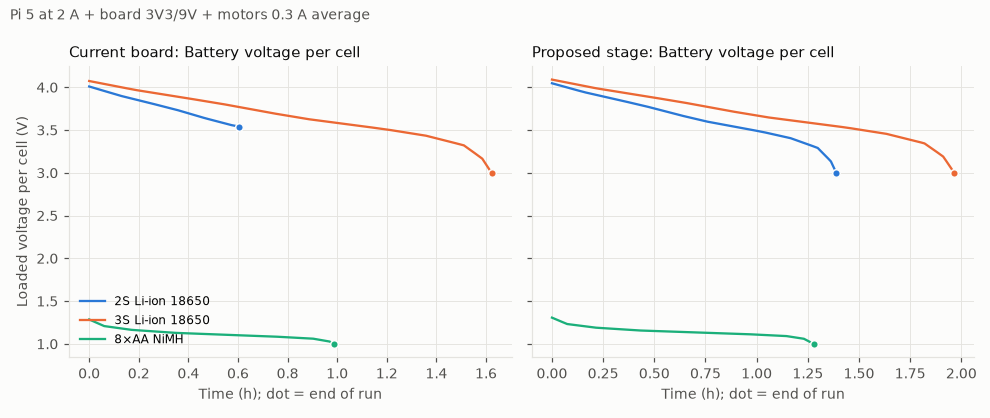 Pi 5 at 2 A + board 3V3/9V + motors 0.3 A average
Current board: Battery voltage per cell
Proposed stage: Battery voltage per cell
Loaded voltage per cell (V)
4.0
3.5
3.0
2.5
2.0
1.5
1.0
2S Li-ion 18650
3S Li-ion 18650
8×AA NiMH
0.0 0.2 0.4 0.6 0.8 1.0 1.2 1.4 1.6
Time (h); dot = end of run
0.00 0.25 0.50 0.75 1.00 1.25 1.50 1.75 2.00
Time (h); dot = end of run